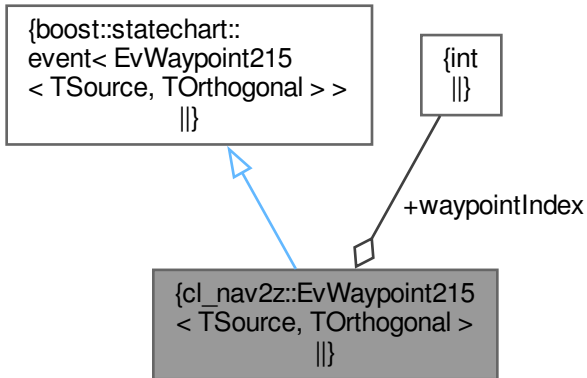 {boost::statechart::
event< EvWaypoint215
< TSource, TOrthogonal > >
||}
{int
||}
+waypointIndex
{cl_nav2z::EvWaypoint215
< TSource, TOrthogonal >
||}